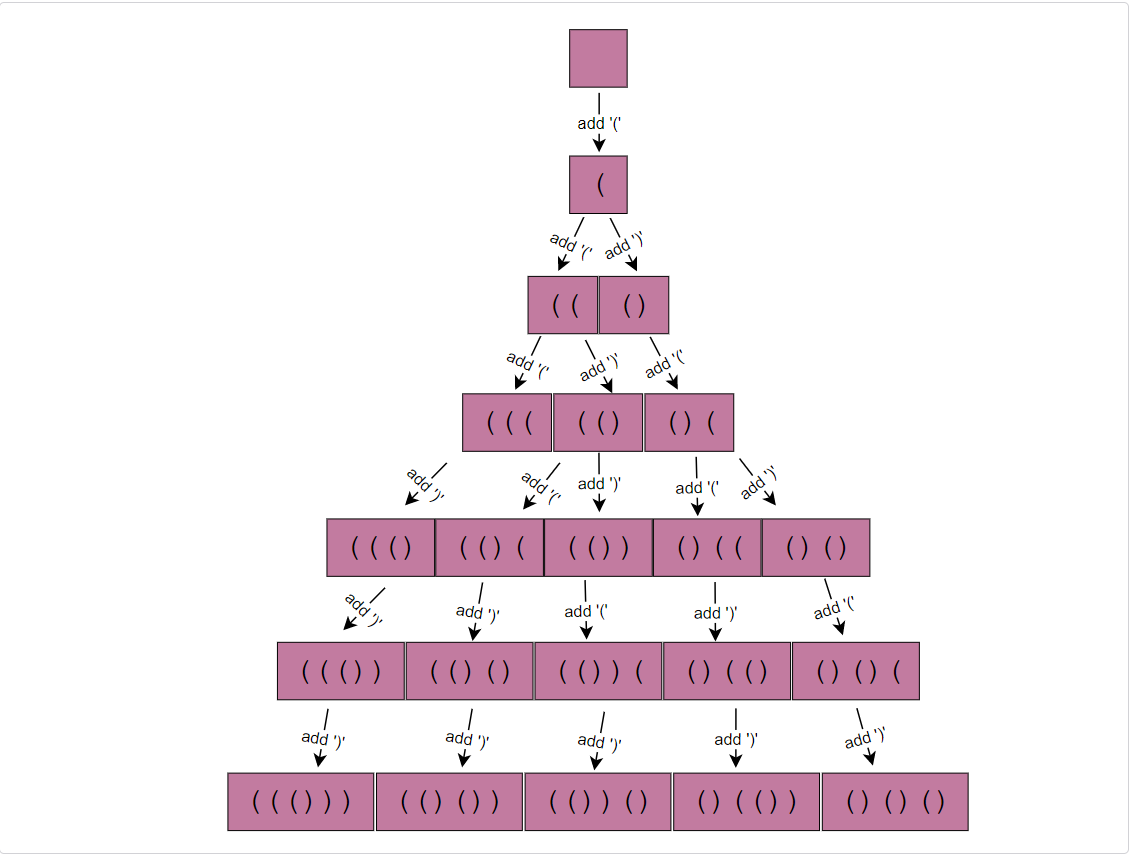 add '('
(
add '(' add ')'
( ( ( )
add '(' add ')' add '('
( ( ( ( ( ) ( ) (
add ')' add '(' add ')' add '(' add ')'
( ( ( ) ( ( ) ( ( ( ) ) ( ) ( ( ( ) ( )
add ')' add ')' add '(' add ')' add '('
( ( ( ) ) ( ( ) ( ) ( ( ) ) ( ( ) ( ( ) ( ) ( ) (
add ')' add ')' add ')' add ')' add ')'
( ( ( ) ) ) ( ( ) ( ) ) ( ( ) ) ( ) ( ) ( ( ) ) ( ) ( ) ( )